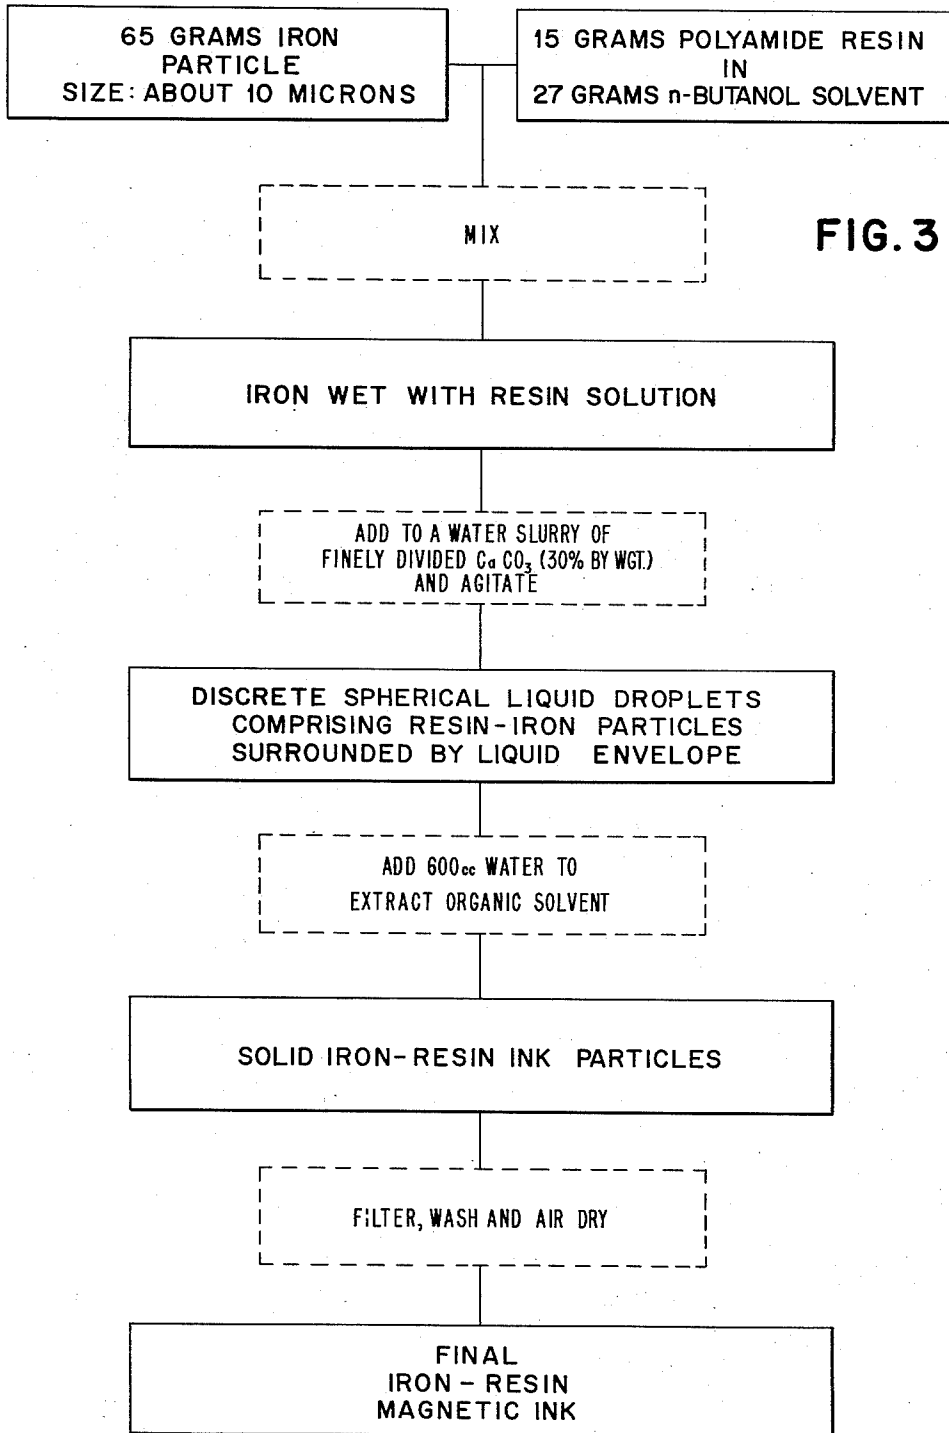 65 GRAMS IRON
PARTICLE
SIZE: ABOUT 10 MICRONS
15 GRAMS POLYAMIDE RESIN
IN
27 GRAMS n-BUTANOL SOLVENT
MIX
FIG. 3
IRON WET WITH RESIN SOLUTION
ADD TO A WATER SLURRY OF
FINELY DIVIDED Ca CO₃ (30% BY WGT.)
AND AGITATE
DISCRETE SPHERICAL LIQUID DROPLETS
COMPRISING RESIN-IRON PARTICLES
SURROUNDED BY LIQUID ENVELOPE
ADD 600cc WATER TO
EXTRACT ORGANIC SOLVENT
SOLID IRON-RESIN INK PARTICLES
FILTER, WASH AND AIR DRY
FINAL
IRON-RESIN
MAGNETIC INK